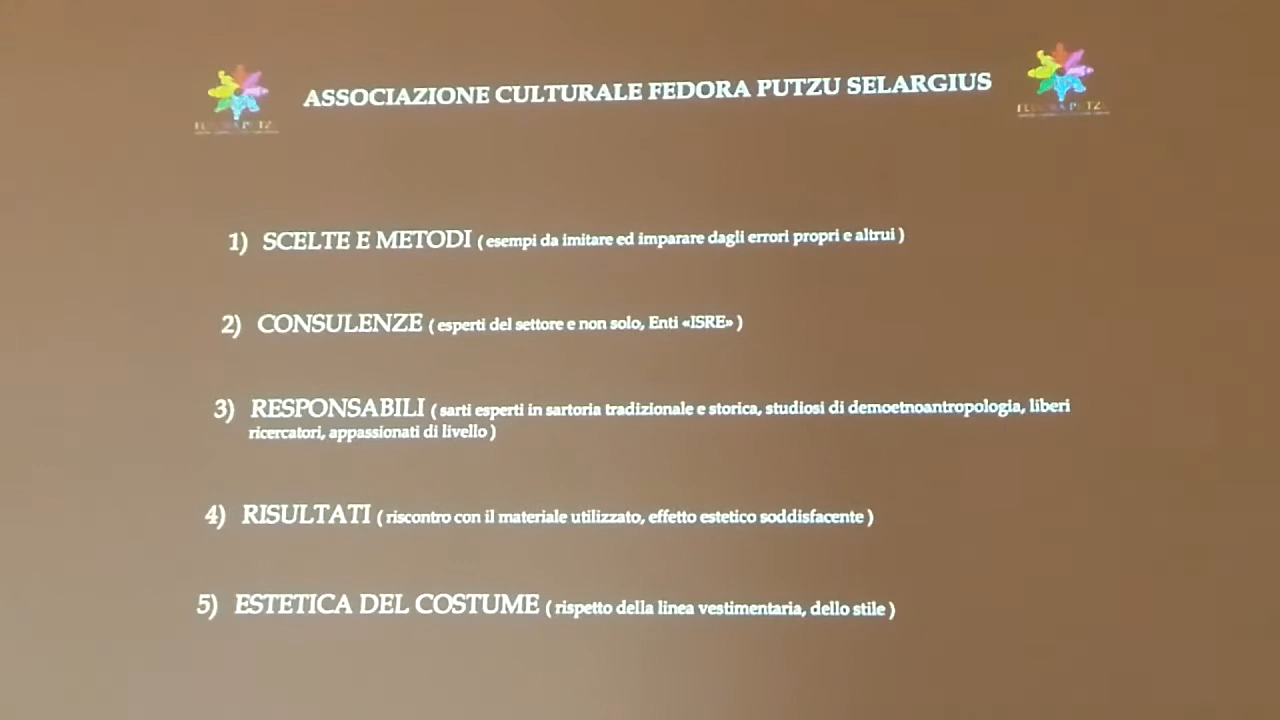 ASSOCIAZIONE CULTURALE FEDORA PUTZU SELARGIUS
1) SCELTE E METODI ( esempi da imitare ed imparare dagli errori propri e altrui )
2) CONSULENZE ( esperti del settore e non solo, Enti «ISRE» )
3) RESPONSABILI ( sarti esperti in sartoria tradizionale e storica, studiosi di demoetnoantropologia, liberi
ricercatori, appassionati di livello )
4) RISULTATI ( riscontro con il materiale utilizzato, effetto estetico soddisfacente )
5) ESTETICA DEL COSTUME ( rispetto della linea vestimentaria, dello stile )